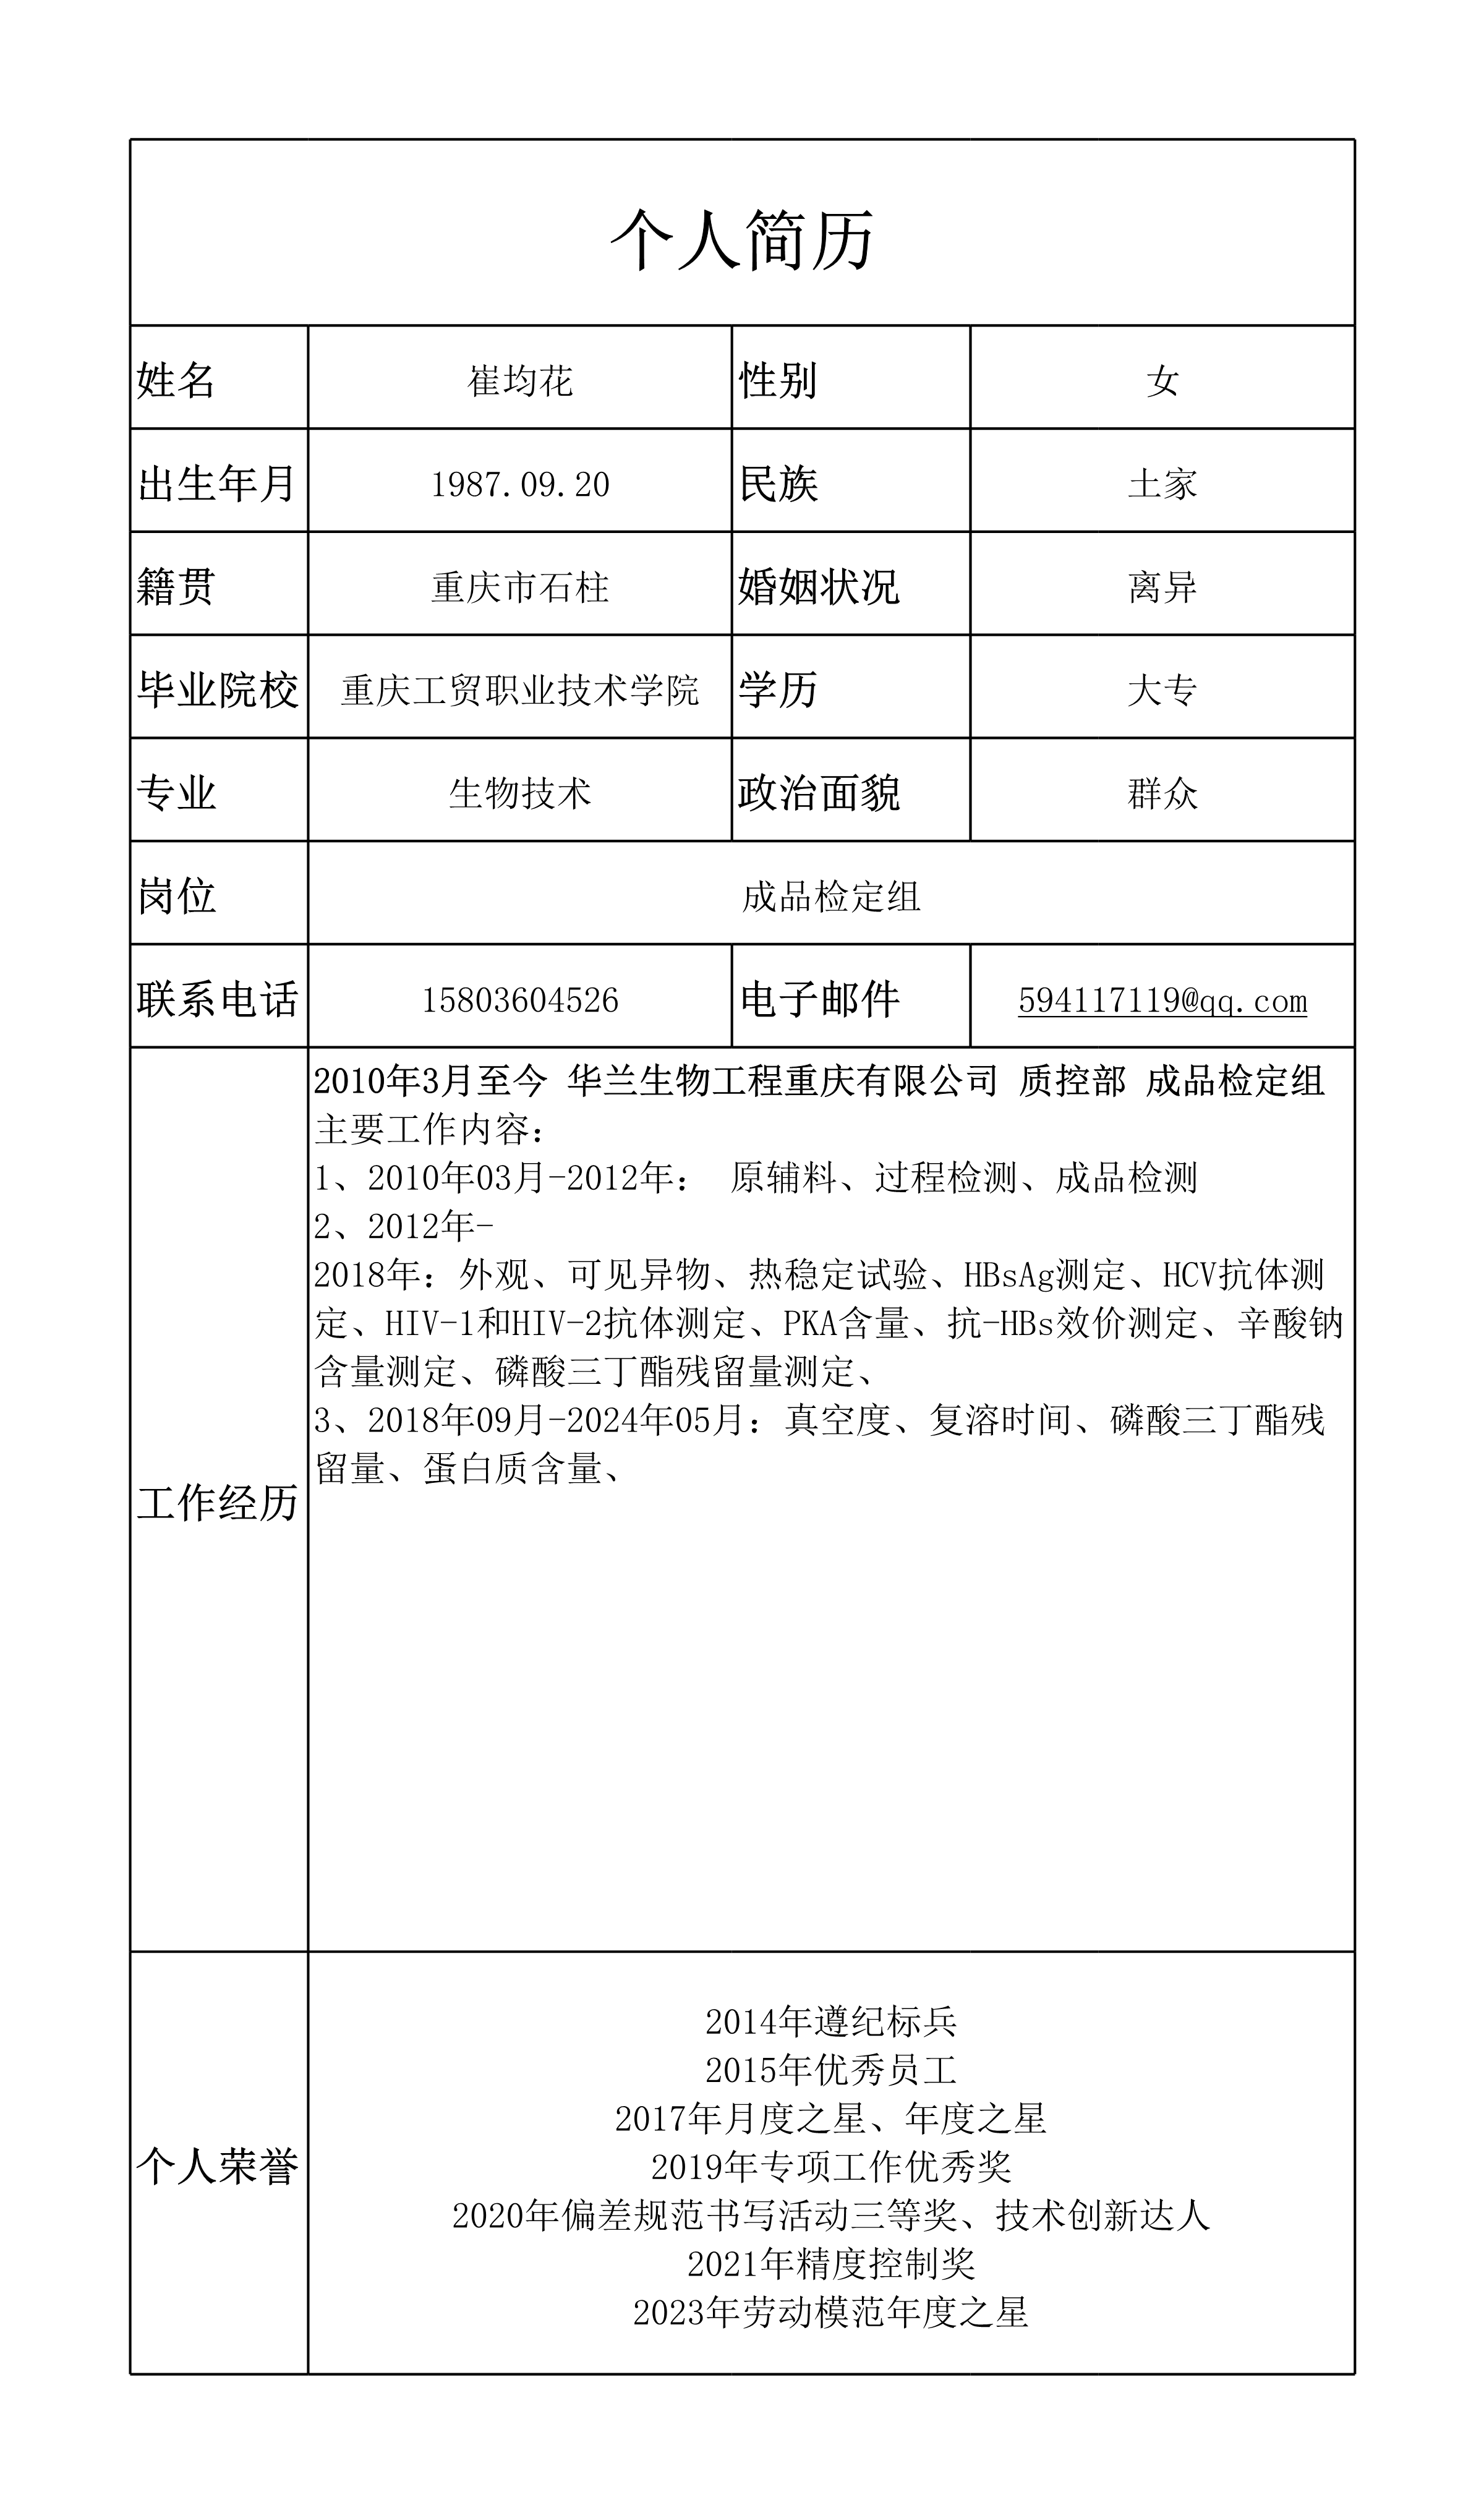 个人简历
姓名 崔均花 性别 女
出生年月 1987.09.20 民族 土家
籍贯 重庆市石柱 婚姻状况 离异
毕业院校 重庆工贸职业技术学院 学历 大专
专业 生物技术 政治面貌 群众
岗位 成品检定组
联系电话 15803604526 电子邮件 594117119@qq.com
2010年3月至今 华兰生物工程重庆有限公司 质控部 成品检定组
主要工作内容：
1、2010年03月-2012年： 原辅料、过程检测、成品检测
2、2012年-
2018年：外观、可见异物、热稳定试验、HBsAg测定、HCV抗体测
定、HIV-1和HIV-2抗体测定、PKA含量、抗-HBs效价测定、辛酸钠
含量测定、磷酸三丁酯残留量测定、
3、2018年09月-2024年05月：真空度、复溶时间、磷酸三丁酯残
留量、蛋白质含量、
工作经历
2014年遵纪标兵
2015年优秀员工
2017年月度之星、年度之星
2019年专项工作优秀奖
个人荣誉
2020年偏差规范书写活动三等奖、技术创新达人
2021年精度控制奖
2023年劳动模范年度之星